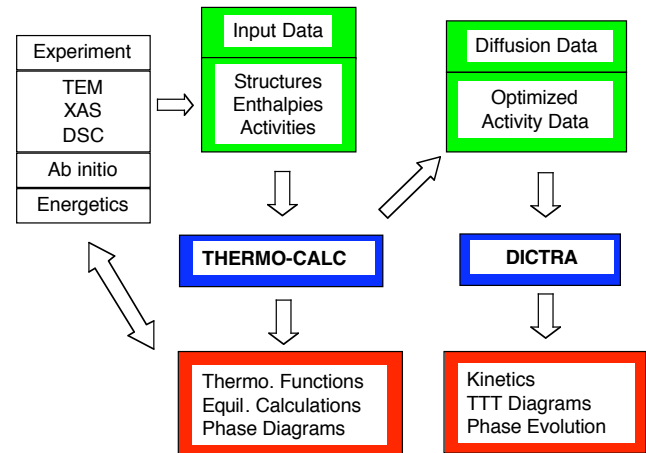 Experiment
TEM
XAS
DSC
Ab initio
Energetics
Input Data
Structures
Enthalpies
Activities
THERMO-CALC
Thermo. Functions
Equil. Calculations
Phase Diagrams
Diffusion Data
Optimized
Activity Data
DICTRA
Kinetics
TTT Diagrams
Phase Evolution